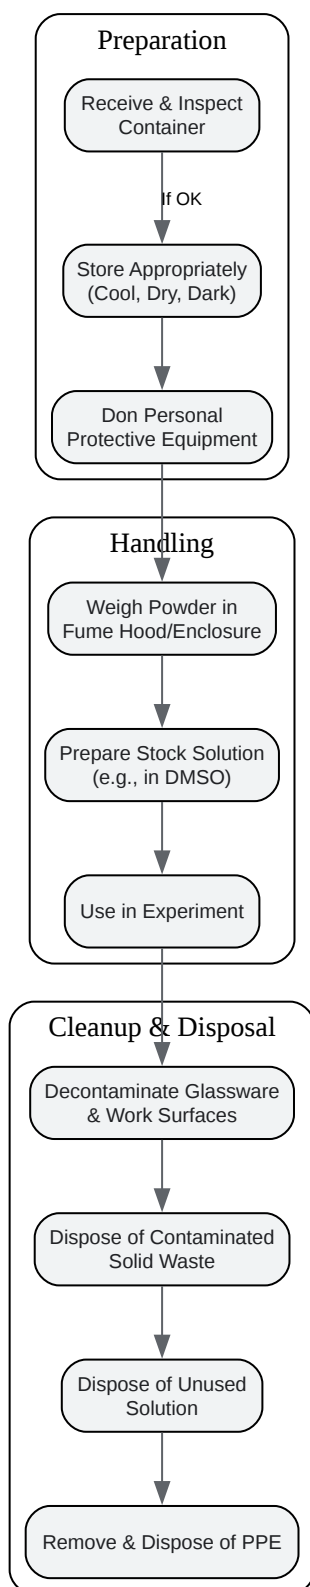 Preparation
Receive & Inspect
Container
If OK
Store Appropriately
(Cool, Dry, Dark)
Don Personal
Protective Equipment
Handling
Weigh Powder in
Fume Hood/Enclosure
Prepare Stock Solution
(e.g., in DMSO)
Use in Experiment
Cleanup & Disposal
Decontaminate Glassware
& Work Surfaces
Dispose of Contaminated
Solid Waste
Dispose of Unused
Solution
Remove & Dispose of PPE